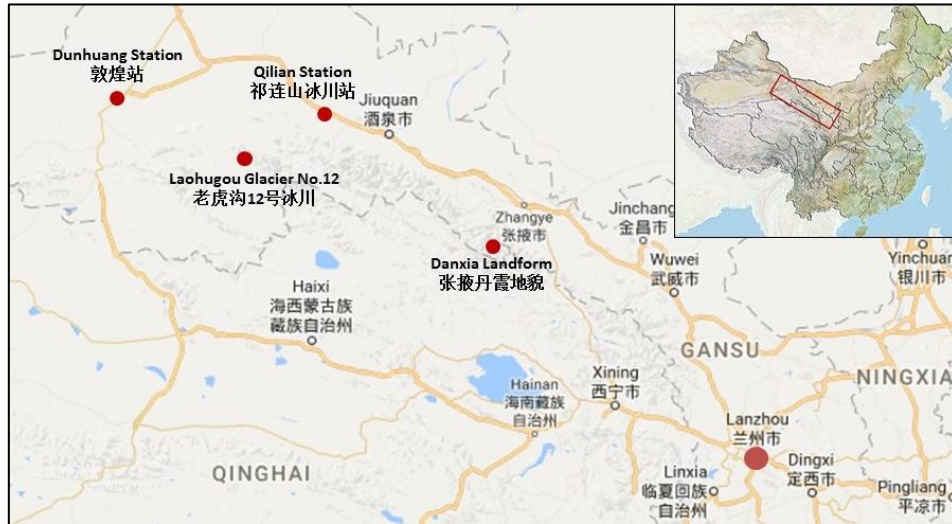 Dunhuang Station
敦煌站
Qilian Station
祁连山冰川站
Jiuquan
酒泉市
Laohugou Glacier No.12
老虎沟12号冰川
Zhangye
张掖市
Jinchang
金昌市
Yinchuan
银川市
Danxia Landform
张掖丹霞地貌
Wuwei
武威市
Haixi
海西蒙古族
藏族自治州
GANSU
Xining
西宁市
NINGXIA
Hainan
海南藏族
自治州
Lanzhou
兰州市
QINGHAI
Linxia
临夏回族
自治州
Dingxi
定西市
Pingliang
平凉市